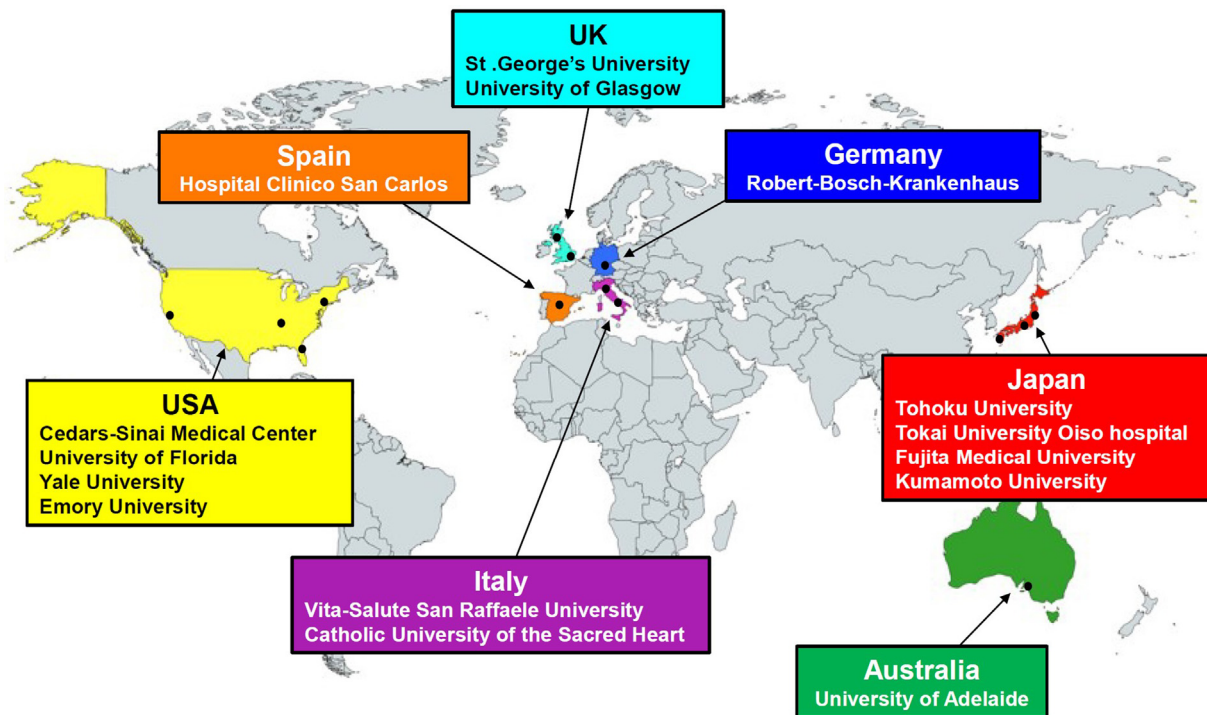 UK
St .George’s University
University of Glasgow
Spain
Hospital Clinico San Carlos
Germany
Robert-Bosch-Krankenhaus
USA
Cedars-Sinai Medical Center
University of Florida
Yale University
Emory University
Japan
Tohoku University
Tokai University Oiso hospital
Fujita Medical University
Kumamoto University
Italy
Vita-Salute San Raffaele University
Catholic University of the Sacred Heart
Australia
University of Adelaide